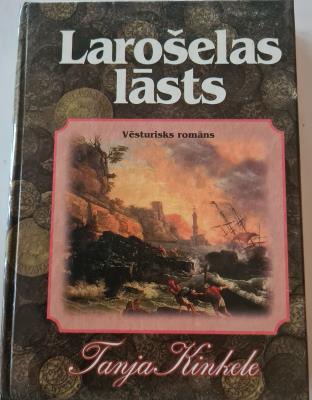 Larošelas
lāsts
Vēsturisks romāns
Tanja Kinkele